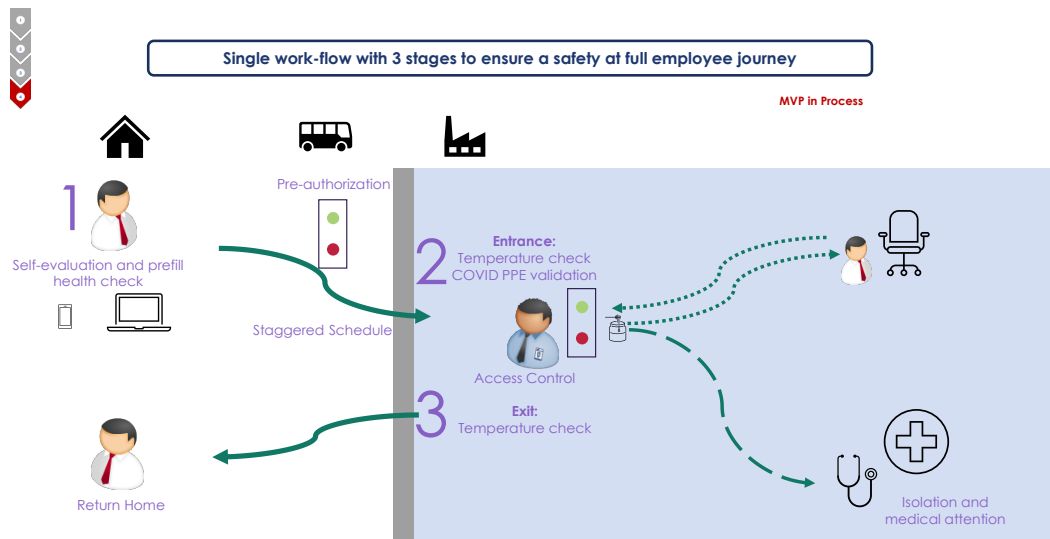 Single work-flow with 3 stages to ensure a safety at full employee journey
MVP in Process
1
Self-evaluation and prefill
health check
Pre-authorization
Staggered Schedule
2
Entrance:
Temperature check
COVID PPE validation
Access Control
3
Exit:
Temperature check
Return Home
Isolation and
medical attention